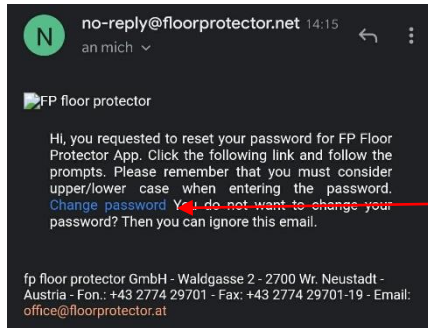 N
no-reply@floorprotector.net 14:15
an mich
FP floor protector
Hi, you requested to reset your password for FP Floor
Protector App. Click the following link and follow the
prompts. Please remember that you must consider
upper/lower case when entering the password.
Change password You do not want to change your
password? Then you can ignore this email.
fp floor protector GmbH - Waldgasse 2 - 2700 Wr. Neustadt -
Austria - Fon.: +43 2774 29701 - Fax: +43 2774 29701-19 - Email:
office@floorprotector.at